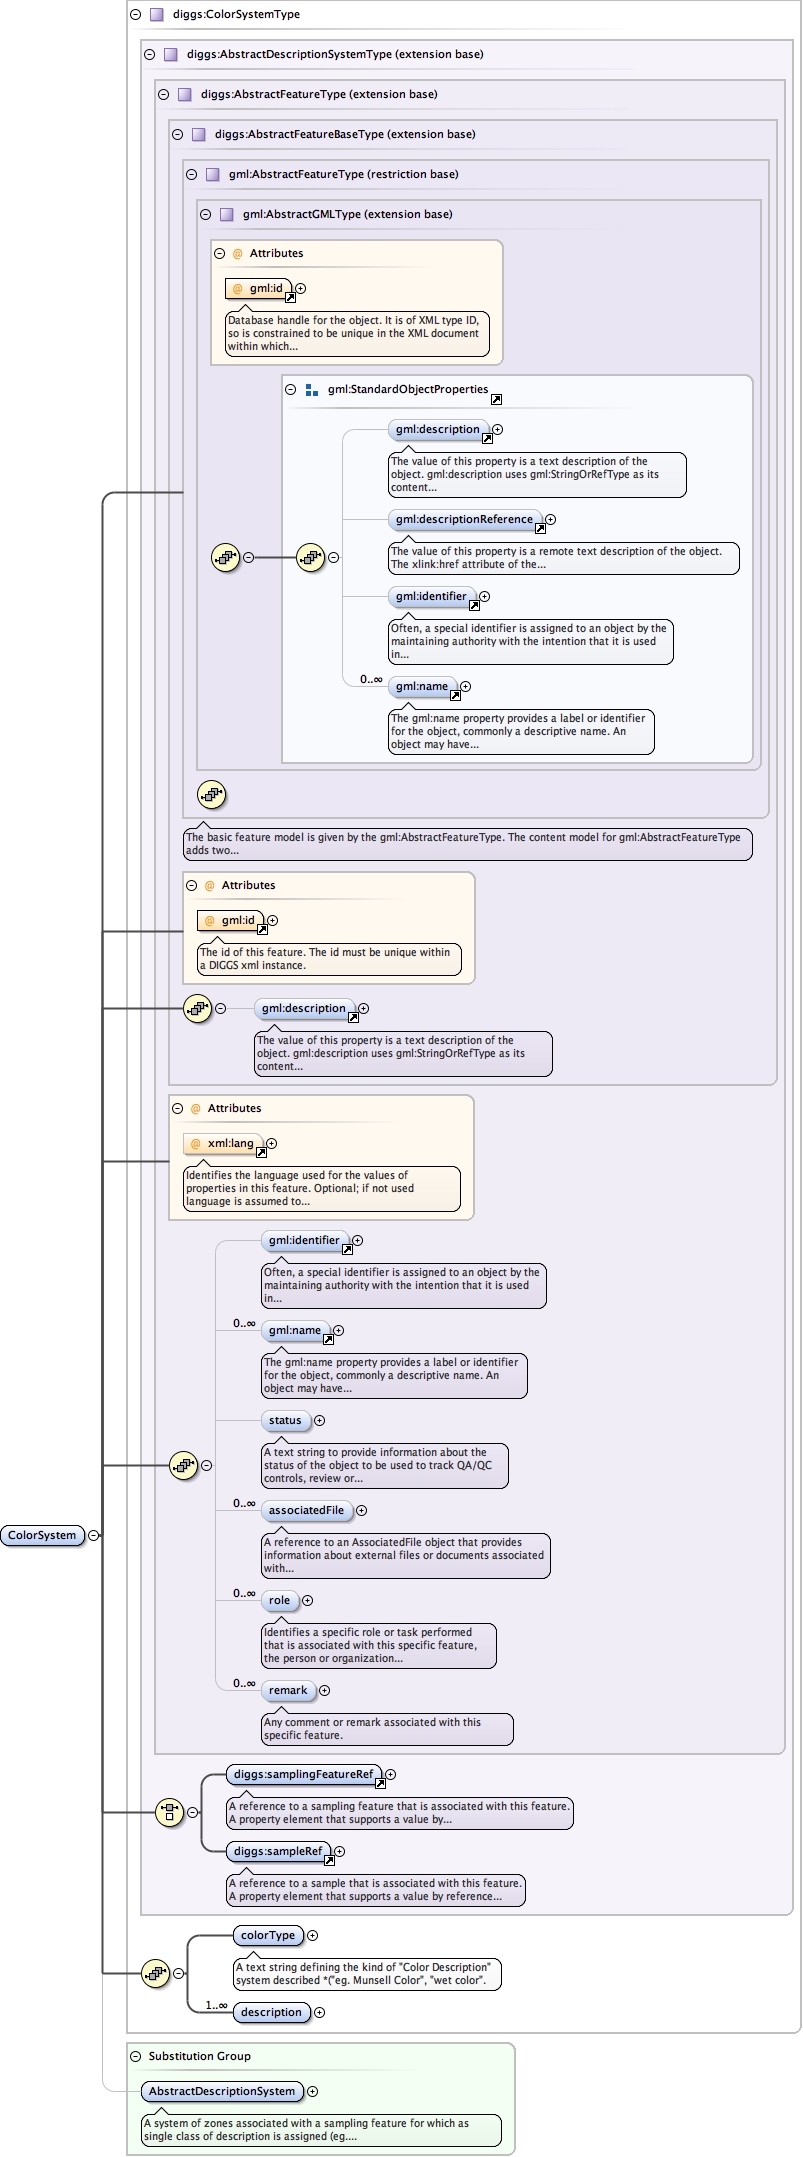 diggs:ColorSystemType
diggs:AbstractDescriptionSystemType (extension base)
diggs:AbstractFeatureType (extension base)
diggs:AbstractFeatureBaseType (extension base)
gml:AbstractFeatureType (restriction base)
gml:AbstractGMLType (extension base)
@ Attributes
@ gml:id
Database handle for the object. It is of XML type ID,
so is constrained to be unique in the XML document
within which...
gml:StandardObjectProperties
gml:description
The value of this property is a text description of the
object. gml:description uses gml:StringOrRefType as its
content...
gml:descriptionReference
The value of this property is a remote text description of the object.
The xlink:href attribute of the...
gml:identifier
Often, a special identifier is assigned to an object by the
maintaining authority with the intention that it is used
in...
0..∞
gml:name
The gml:name property provides a label or identifier
for the object, commonly a descriptive name. An
object may have...
The basic feature model is given by the gml:AbstractFeatureType. The content model for gml:AbstractFeatureType
adds two...
@ Attributes
@ gml:id
The id of this feature. The id must be unique within
a DIGGS xml instance.
gml:description
The value of this property is a text description of the
object. gml:description uses gml:StringOrRefType as its
content...
@ Attributes
@ xml:lang
Identifies the language used for the values of
properties in this feature. Optional; if not used
language is assumed to...
gml:identifier
Often, a special identifier is assigned to an object by the
maintaining authority with the intention that it is used
in...
0..∞
gml:name
The gml:name property provides a label or identifier
for the object, commonly a descriptive name. An
object may have...
status
A text string to provide information about the
status of the object to be used to track QA/QC
controls, review or...
0..∞
associatedFile
A reference to an AssociatedFile object that provides
information about external files or documents associated
with...
0..∞
role
Identifies a specific role or task performed
that is associated with this specific feature,
the person or organization...
0..∞
remark
Any comment or remark associated with this
specific feature.
ColorSystem
diggs:samplingFeatureRef
A reference to a sampling feature that is associated with this feature.
A property element that supports a value by...
diggs:sampleRef
A reference to a sample that is associated with this feature.
A property element that supports a value by reference...
colorType
A text string defining the kind of "Color Description"
system described *("eg. Munsell Color", "wet color".
1..∞
description
Substitution Group
AbstractDescriptionSystem
A system of zones associated with a sampling feature for which as
single class of description is assigned (eg....